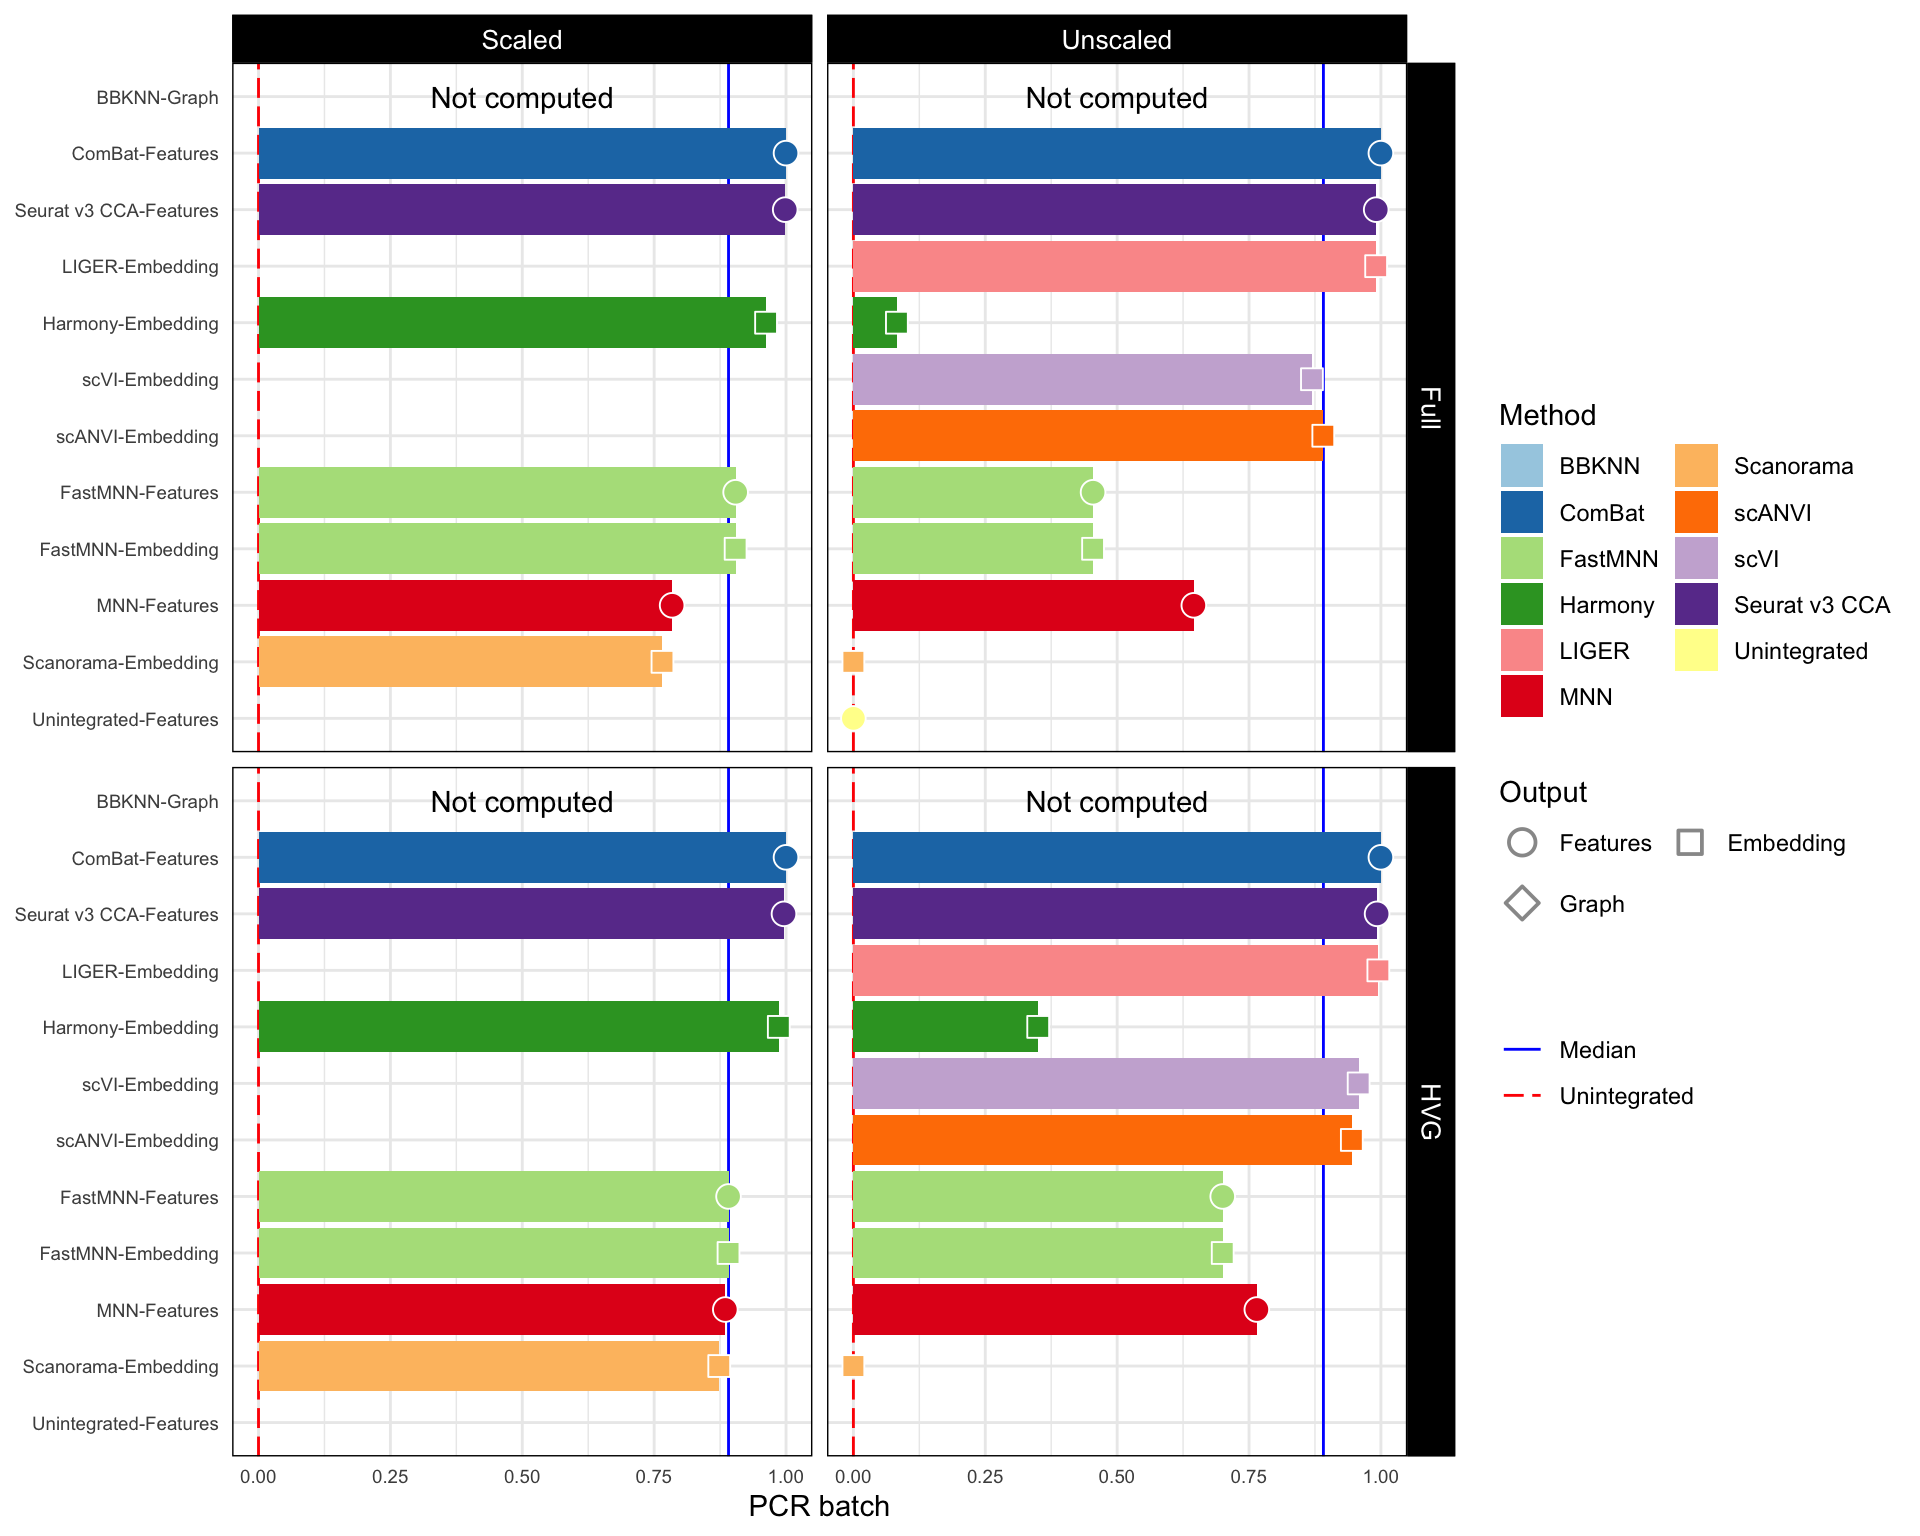 Scaled
Unscaled
BBKNN-Graph
Not computed
Not computed
ComBat-Features
Seurat v3 CCA-Features
LIGER-Embedding
Harmony-Embedding
scVI-Embedding
scANVI-Embedding
FastMNN-Features
FastMNN-Embedding
MNN-Features
Scanorama-Embedding
Unintegrated-Features
Full
BBKNN-Graph
Not computed
Not computed
ComBat-Features
Seurat v3 CCA-Features
LIGER-Embedding
Harmony-Embedding
scVI-Embedding
scANVI-Embedding
FastMNN-Features
FastMNN-Embedding
MNN-Features
Scanorama-Embedding
Unintegrated-Features
HVG
0.00 0.25 0.50 0.75 1.00
0.00 0.25 0.50 0.75 1.00
PCR batch
Method
BBKNN
ComBat
FastMNN
Harmony
LIGER
MNN
Scanorama
scANVI
scVI
Seurat v3 CCA
Unintegrated
Output
Features
Embedding
Graph
Median
Unintegrated